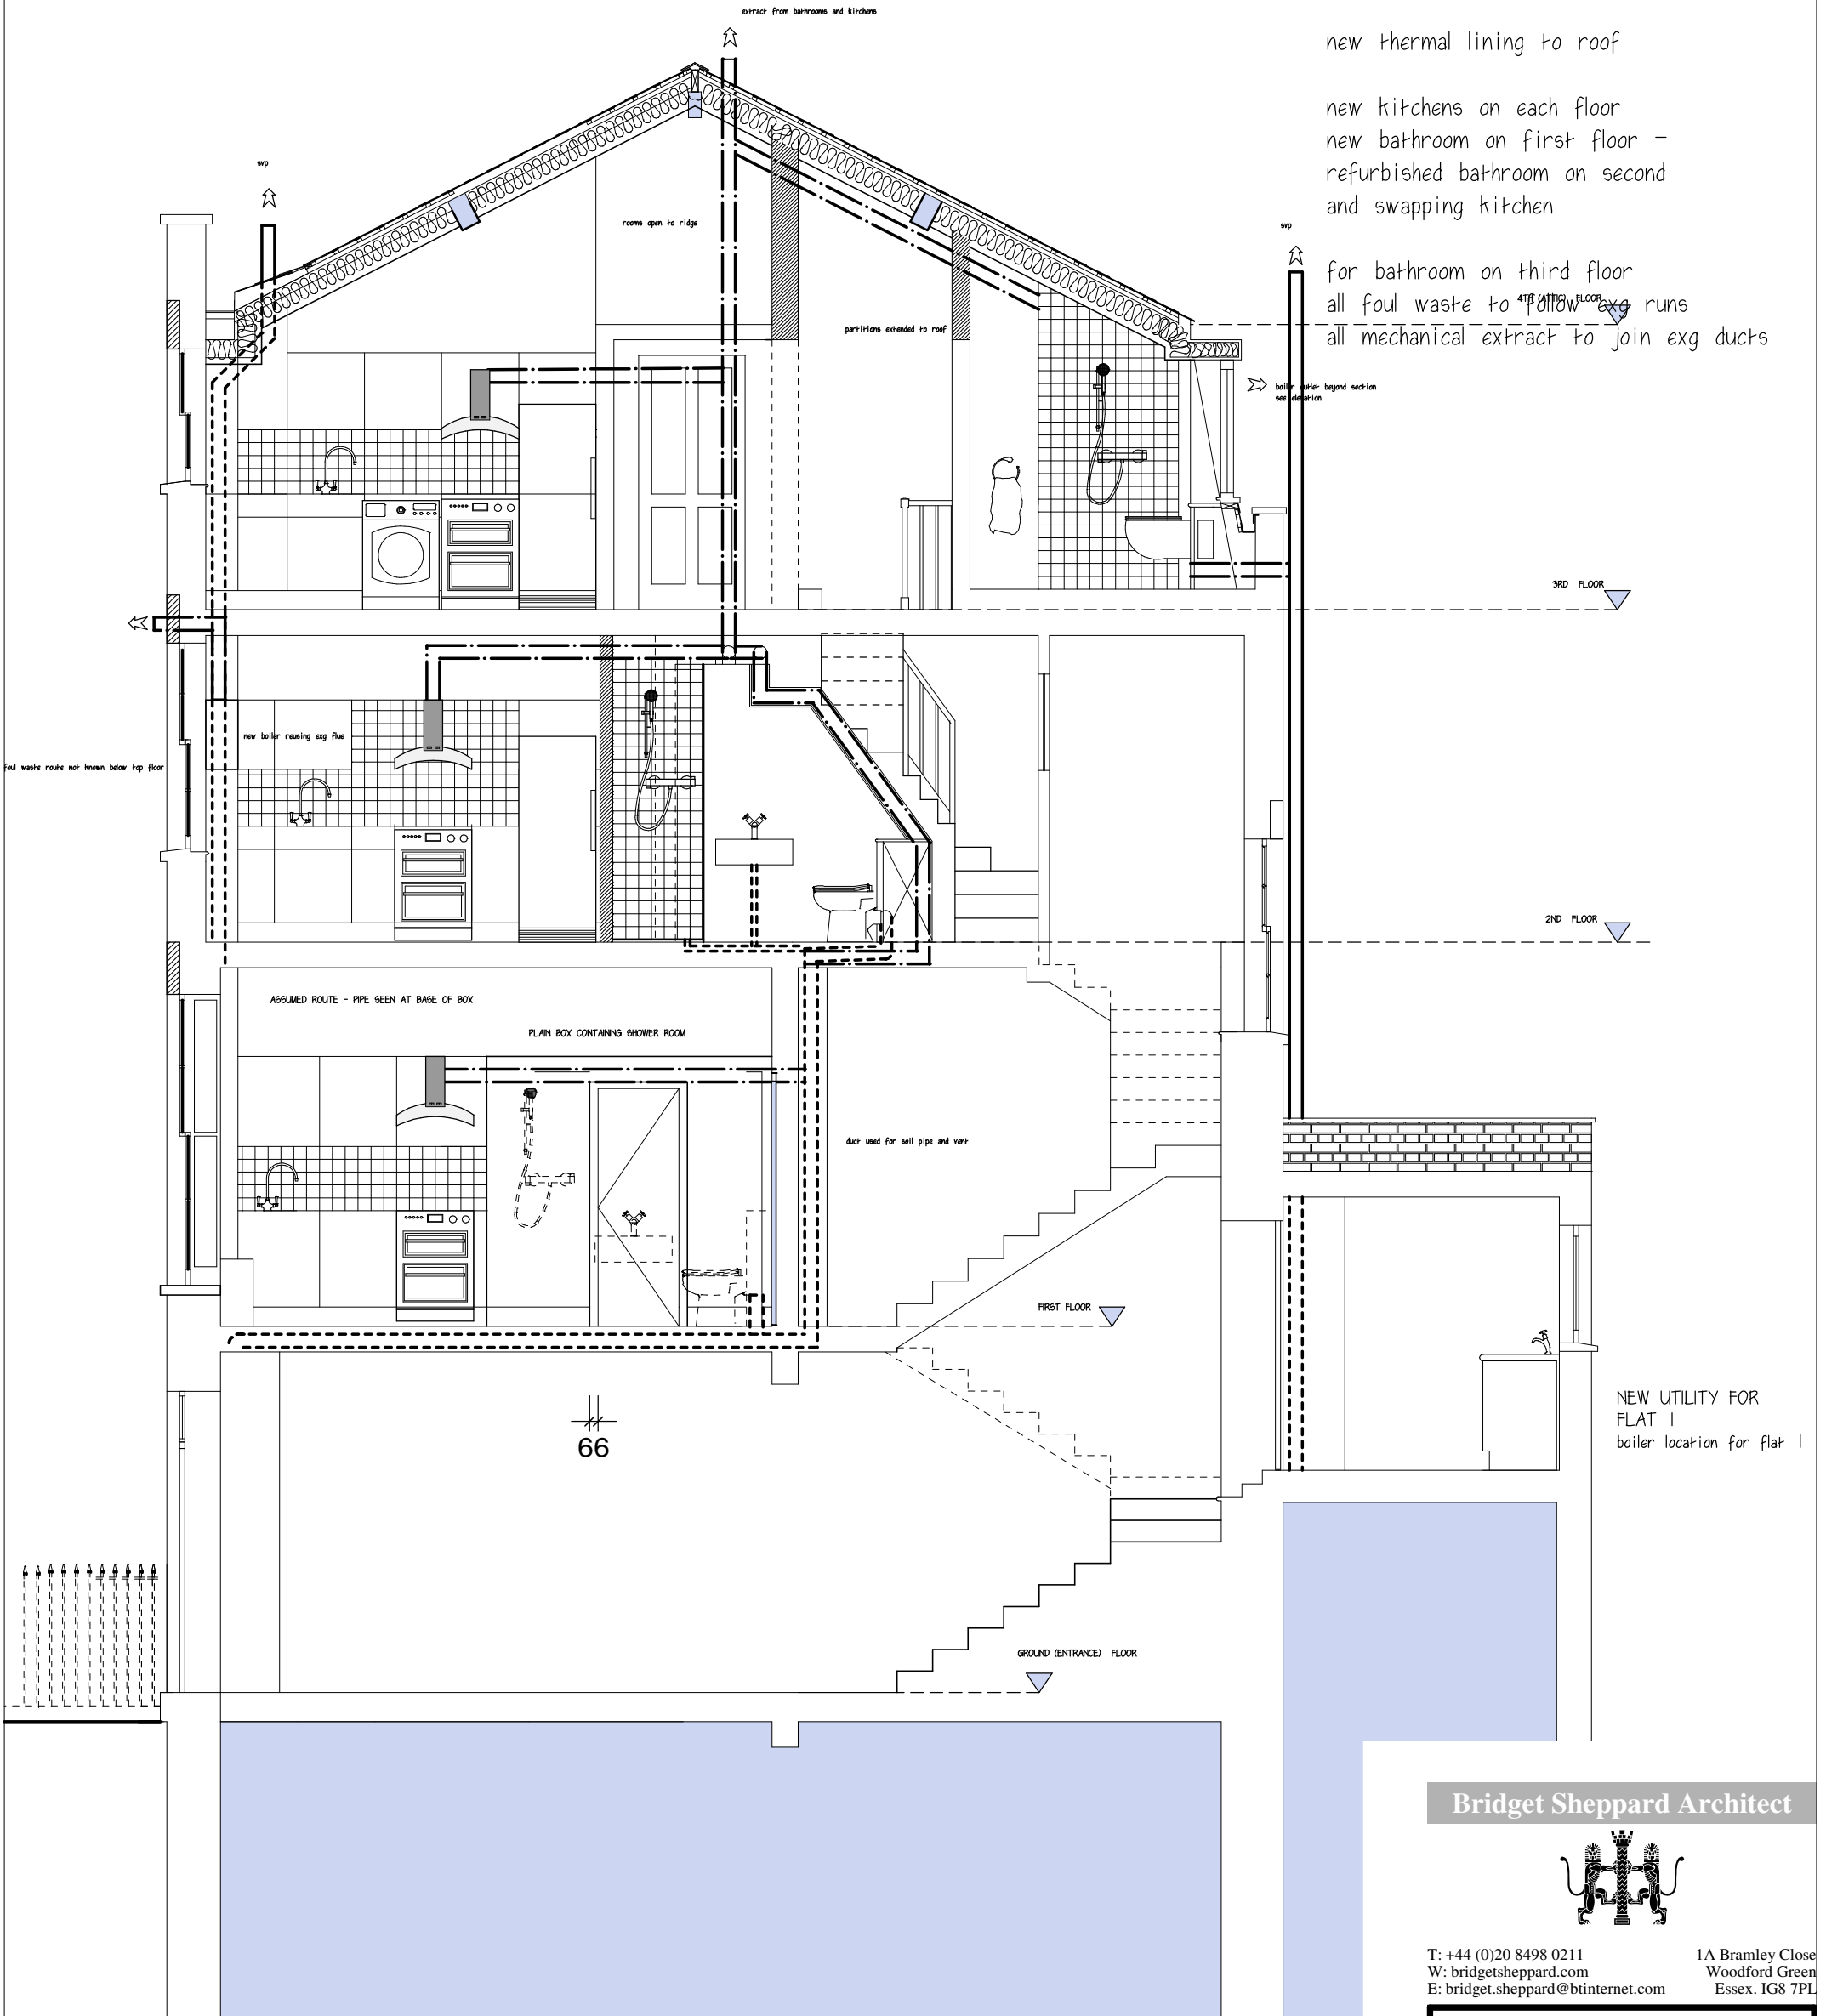 extract from bathrooms and kitchens
new thermal lining to roof
new kitchens on each floor
new bathroom on first floor -
refurbished bathroom on second
and swapping kitchen
for bathroom on third floor
all foul waste to follow exg runs
all mechanical extract to join exg ducts
svp
rooms open to ridge
svp
4TH (ATTIC) FLOOR
partitions extended to roof
boiler outlet beyond section
see elevation
3RD FLOOR
new boiler reusing exg flue
foul waste route not known below top floor
2ND FLOOR
ASSUMED ROUTE - PIPE SEEN AT BASE OF BOX
PLAIN BOX CONTAINING SHOWER ROOM
duct used for soil pipe and vent
FIRST FLOOR
66
NEW UTILITY FOR
FLAT 1
boiler location for flat 1
GROUND (ENTRANCE) FLOOR
Bridget Sheppard Architect
T: +44 (0)20 8498 0211
W: bridgetsheppard.com
E: bridget.sheppard@btinternet.com
1A Bramley Close
Woodford Green
Essex. IG8 7PL